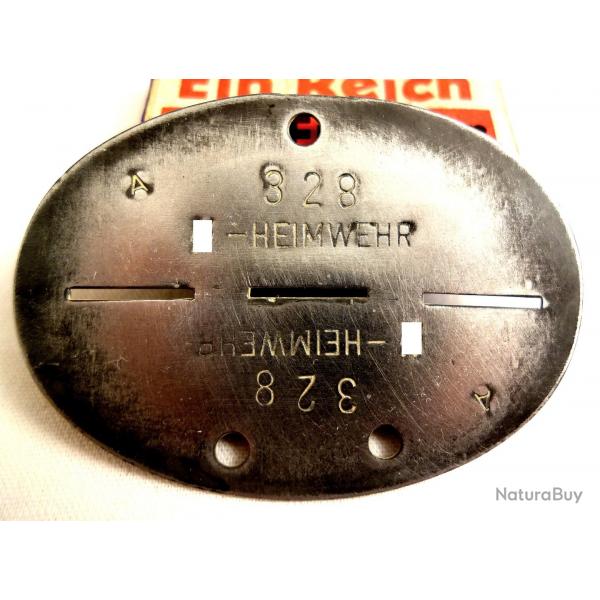 Ein Reich
328
A
-HEIMWEHR
-HEIMWEHR
328
A
NaturaBuy